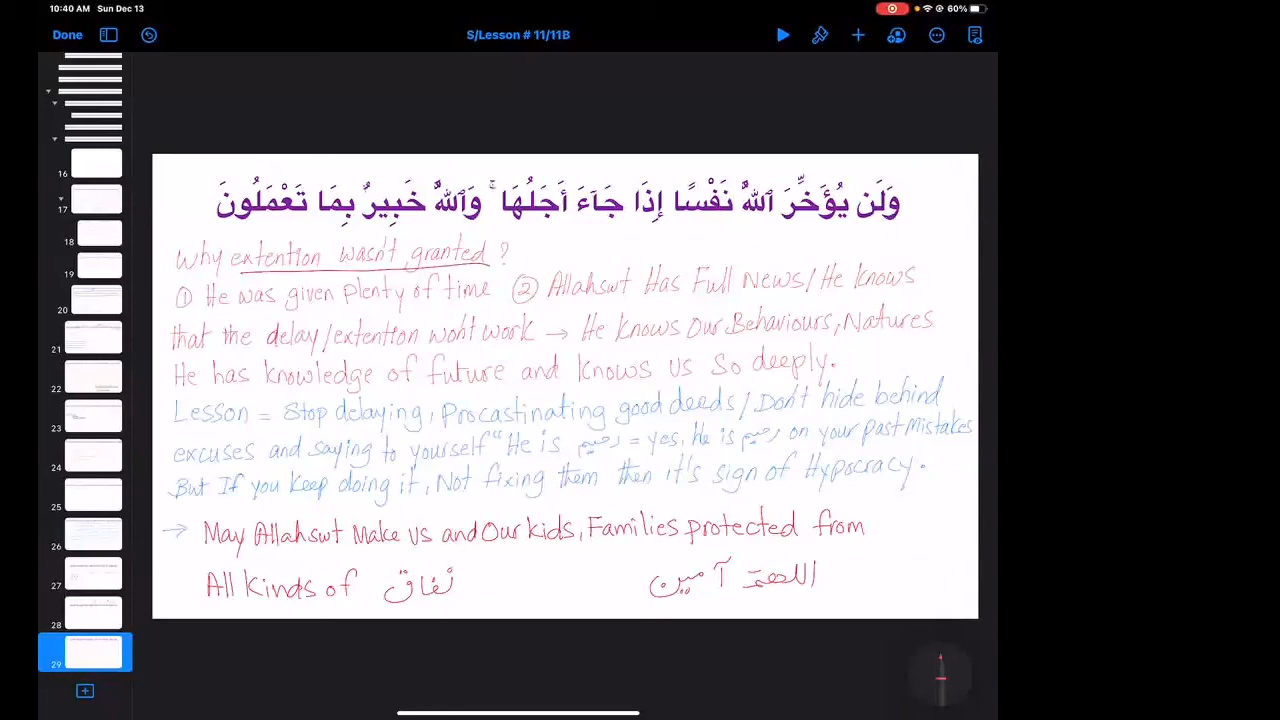 10:40 AM Sun Dec 13
60%
Done
S/Lesson # 11/11B
وَلَن يُؤَخِّرَ ٱللَّهُ نَفْسًا إِذَا جَآءَ أَجَلُهَا ۚ وَٱللَّهُ خَبِيرٌۢ بِمَا تَعْمَلُونَ
Why extention wasn't granted ?
① He was given plenty of time ② Allahswt Has Full News/He knows
that the delay/extention won't work → He knows Our Behaviours, Natures
He has knowledge of future and knows us so deeply.
Lesson = Stop delaying, Procastinating good deeds/Don't hide behind
excuses and saying to yourself "He is رحیم = yes, He is رحیم on your past Mistakes
But If you keep doing it, Not fixing them then it's sign of Hypocracy.
→ May Allahswt Make us and Our kids, Families protected from
All kinds of نفاق اللھم آمین
16
17
18
19
20
21
22
23
24
25
26
27
28
29